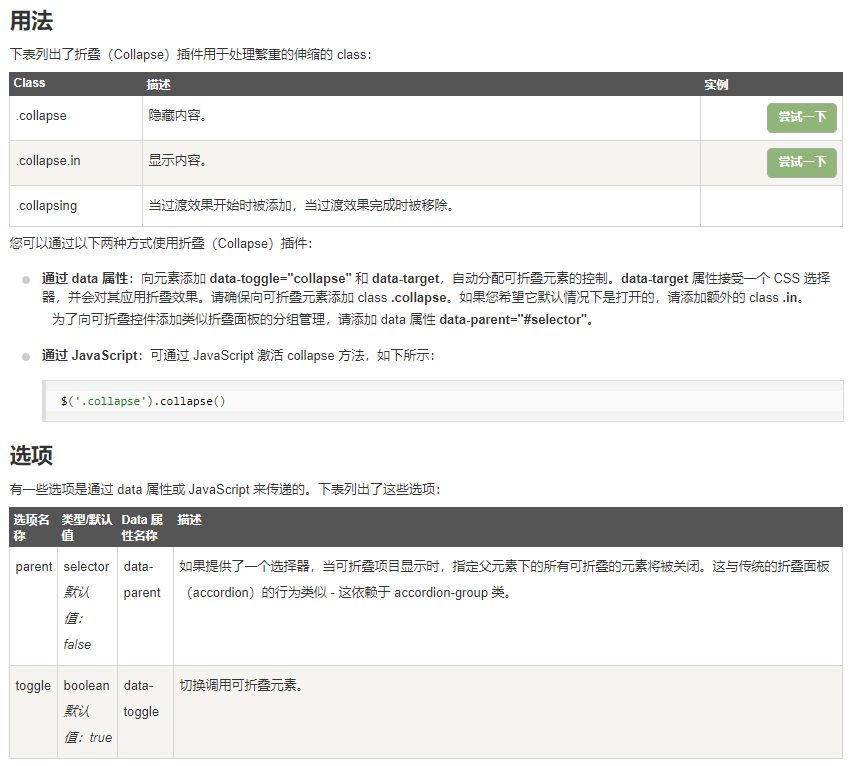 用法
下表列出了折叠（Collapse）插件用于处理繁重的伸缩的 class：
Class 描述 实例
.collapse 隐藏内容。 尝试一下
.collapse.in 显示内容。 尝试一下
.collapsing 当过渡效果开始时被添加，当过渡效果完成时被移除。
您可以通过以下两种方式使用折叠（Collapse）插件：
通过 data 属性：向元素添加 data-toggle="collapse" 和 data-target，自动分配可折叠元素的控制。data-target 属性接受一个 CSS 选择
器，并会对其应用折叠效果。请确保向可折叠元素添加 class .collapse。如果您希望它默认情况下是打开的，请添加额外的 class .in。
为了向可折叠控件添加类似折叠面板的分组管理，请添加 data 属性 data-parent="#selector"。
通过 JavaScript：可通过 JavaScript 激活 collapse 方法，如下所示：
$('.collapse').collapse()
选项
有一些选项是通过 data 属性或 JavaScript 来传递的。下表列出了这些选项：
选项名 类型/默认 Data 属 描述
称 值 性名称
parent selector data- 如果提供了一个选择器，当可折叠项目显示时，指定父元素下的所有可折叠的元素将被关闭。这与传统的折叠面板
默认 parent （accordion）的行为类似 - 这依赖于 accordion-group 类。
值：
false
toggle boolean data- 切换调用可折叠元素。
默认 toggle
值：true